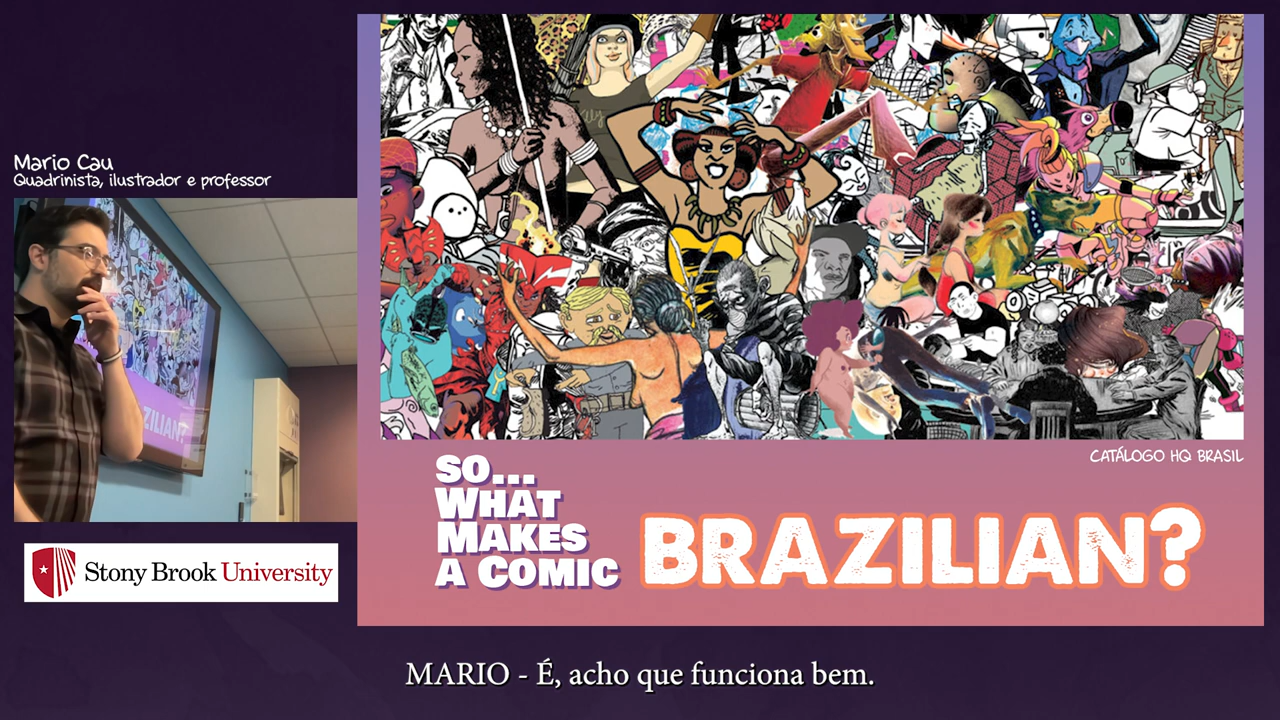 Mario Cau
Quadrinista, ilustrador e professor
ZILIAN?
Stony Brook University
CATÁLOGO HQ BRASIL
SO...
WHAT
MAKES
A COMIC
BRAZILIAN?
MARIO - É, acho que funciona bem.